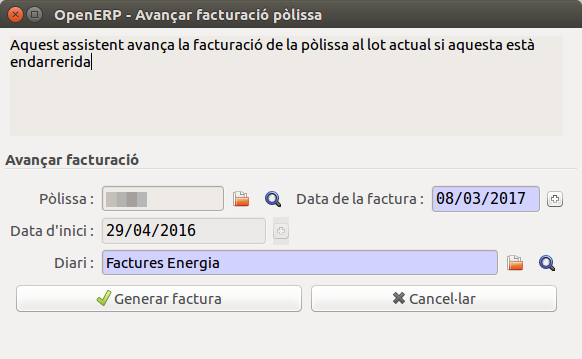 OpenERP - Avançar facturació pòlissa
Aquest assistent avança la facturació de la pòlissa al lot actual si aquesta està
endarrerida
Avançar facturació
Pòlissa : Data de la factura : 08/03/2017
Data d'inici : 29/04/2016
Diari : Factures Energia
Generar factura Cancel·lar